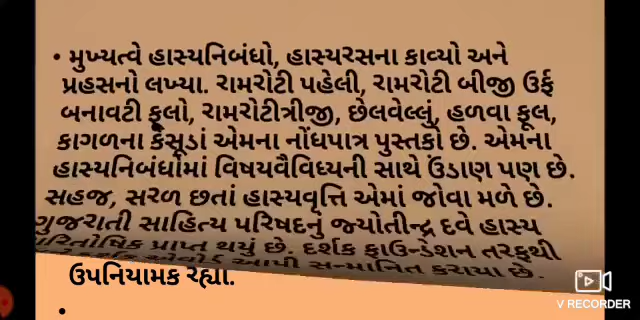 • મુખ્યત્વે હાસ્યનિબંધો, હાસ્યરસના કાવ્યો અને
પ્રહસનો લખ્યા. રામરોટી પહેલી, રામરોટી બીજી ઉર્ફ
બનાવટી ફૂલો, રામરોટીત્રીજી, છેલવેલ્લું, હળવા ફૂલ,
કાગળના કેસૂડાં એમના નોંધપાત્ર પુસ્તકો છે. એમના
હાસ્યનિબંધોમાં વિષયવૈવિધ્યની સાથે ઉંડાણ પણ છે.
સહજ, સરળ છતાં હાસ્યવૃત્તિ એમાં જોવા મળે છે.
ગુજરાતી સાહિત્ય પરિષદનું જ્યોતીન્દ્ર દવે હાસ્ય
પારિતોષિક પ્રાપ્ત થયું છે. દર્શક ફાઉન્ડેશન તરફથી
એવોર્ડ આપી સન્માનિત કરાયા છે.
ઉપનિયામક રહ્યા.
•
V RECORDER